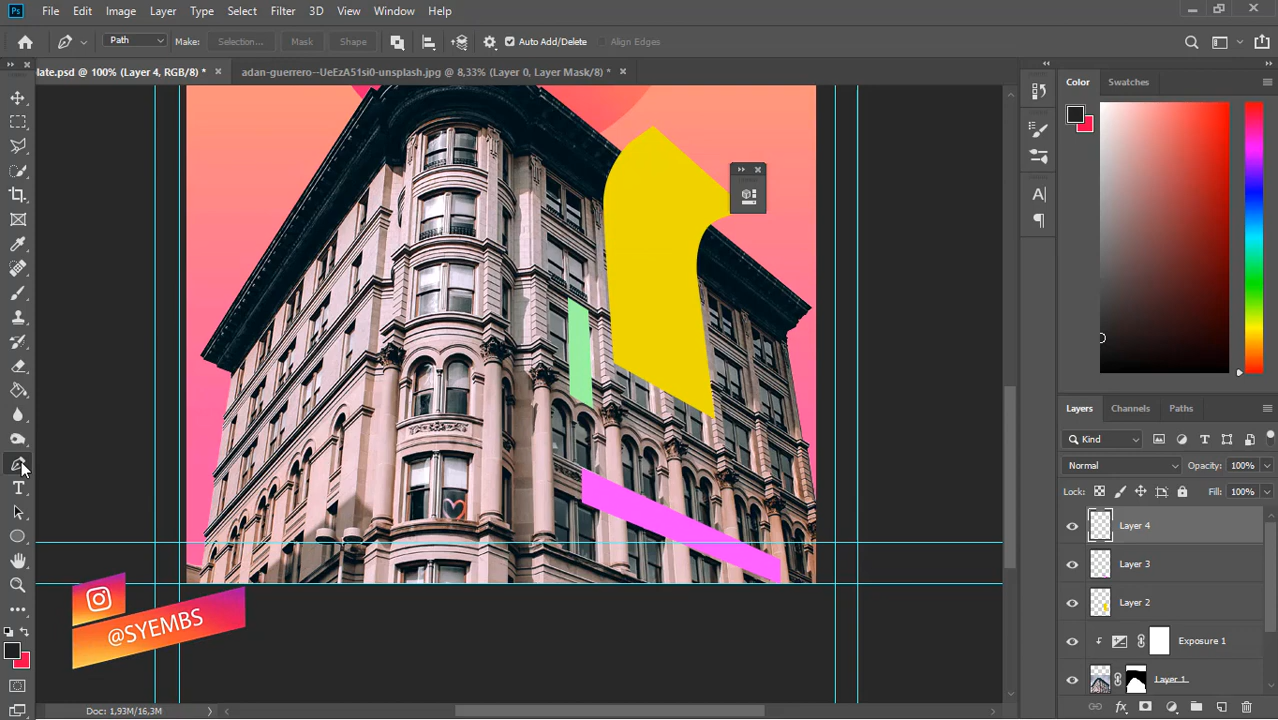 Ps File Edit Image Layer Type Select Filter 3D View Window Help
Path Make: Selection... Mask Shape Auto Add/Delete Align Edges
late.psd @ 100% (Layer 4, RGB/8) * adan-guerrero--UeEzA51si0-unsplash.jpg @ 8,33% (Layer 0, Layer Mask/8) *
Color Swatches
Layers Channels Paths
Kind
Normal Opacity: 100%
Lock: Fill: 100%
Layer 4
Layer 3
Layer 2
Exposure 1
Layer 1
@SYEMBS
Doc: 1,93M/16,3M